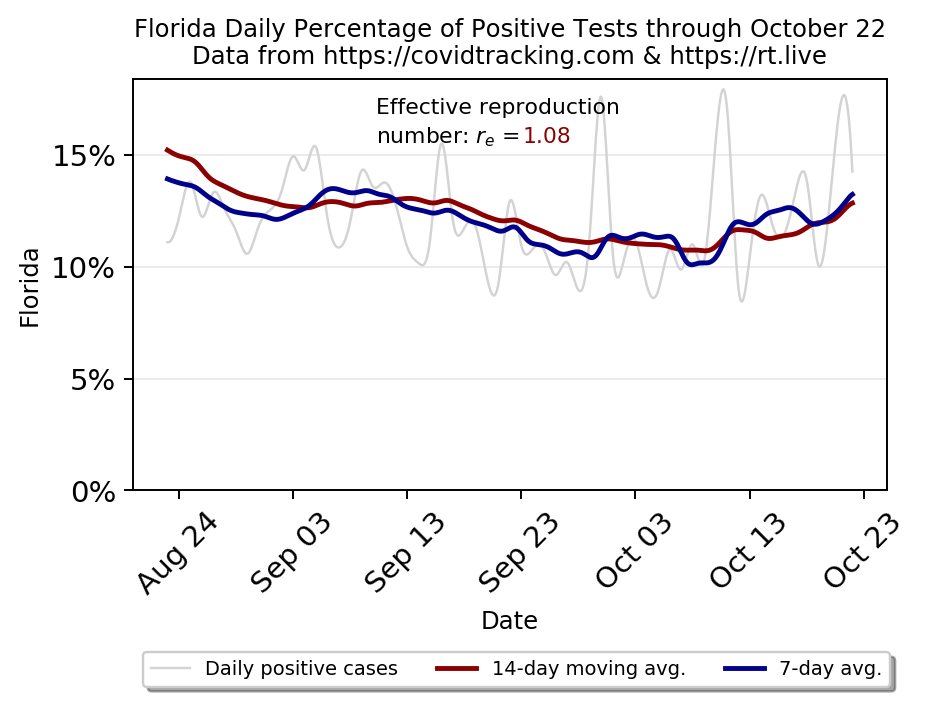 Florida Daily Percentage of Positive Tests through October 22
Data from https://covidtracking.com & https://rt.live
Effective reproduction
number: rₑ = 1.08
15%
10%
5%
0%
Florida
Aug 24
Sep 03
Sep 13
Sep 23
Oct 03
Oct 13
Oct 23
Date
Daily positive cases
14-day moving avg.
7-day avg.